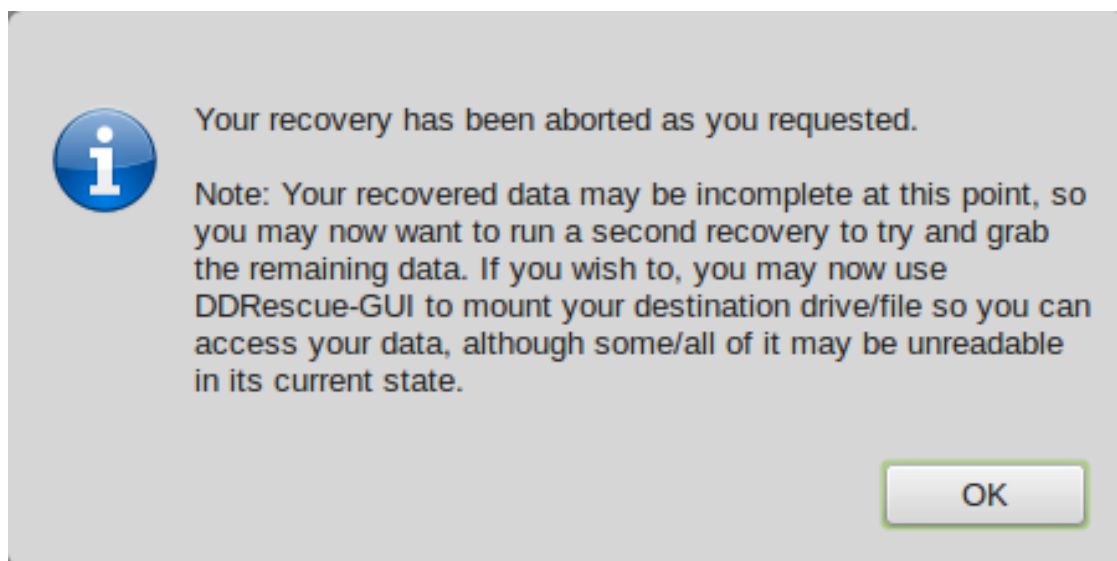 Your recovery has been aborted as you requested.
Note: Your recovered data may be incomplete at this point, so
you may now want to run a second recovery to try and grab
the remaining data. If you wish to, you may now use
DDRescue-GUI to mount your destination drive/file so you can
access your data, although some/all of it may be unreadable
in its current state.
OK